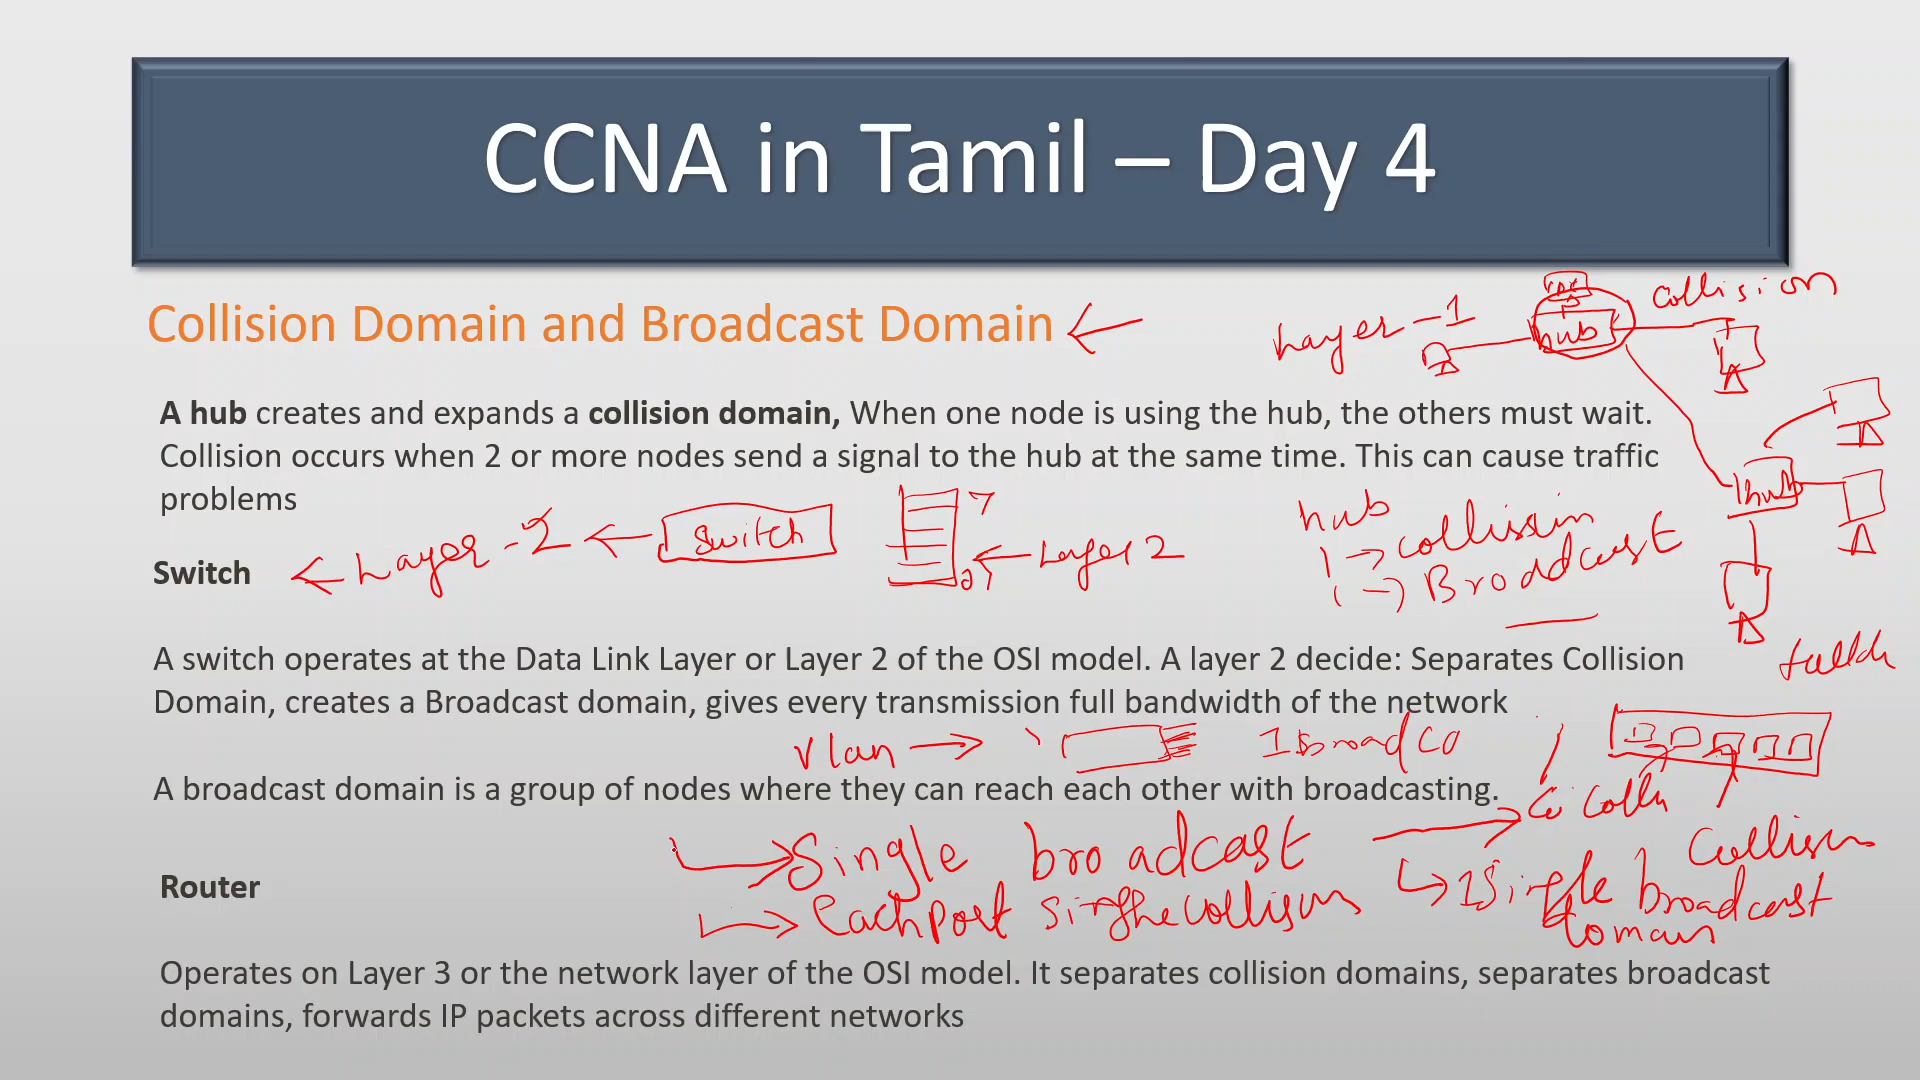 CCNA in Tamil – Day 4
Collision Domain and Broadcast Domain
Layer -1
hub
collision
A hub creates and expands a collision domain, When one node is using the hub, the others must wait.
Collision occurs when 2 or more nodes send a signal to the hub at the same time. This can cause traffic
problems
hub
hub
1 → collission
1 → Broadcast
Switch
Layer -2
Switch
7
Layer 2
A switch operates at the Data Link Layer or Layer 2 of the OSI model. A layer 2 decide: Separates Collision
Domain, creates a Broadcast domain, gives every transmission full bandwidth of the network
vlan →
A broadcast domain is a group of nodes where they can reach each other with broadcasting.
Single broadcast
Collision
Router
Each port single collision
1 Single broadcast
domain
Operates on Layer 3 or the network layer of the OSI model. It separates collision domains, separates broadcast
domains, forwards IP packets across different networks